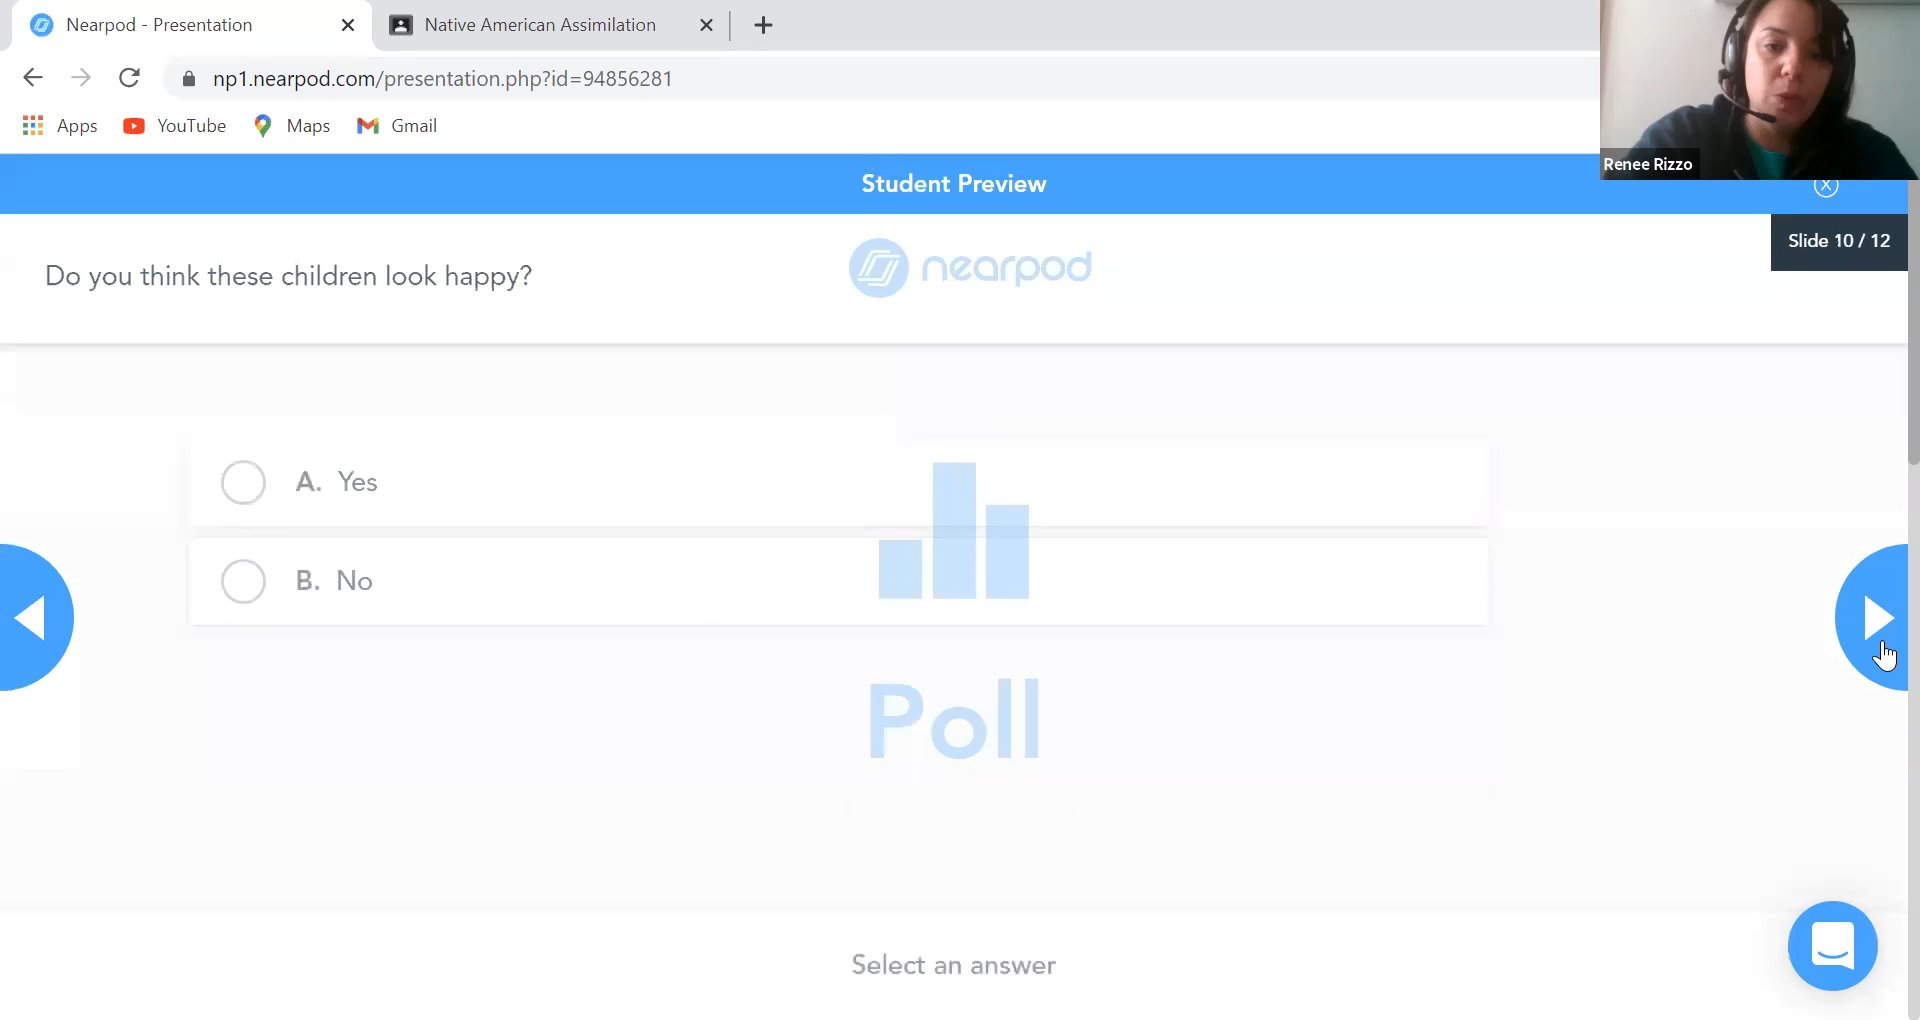 Nearpod - Presentation
Native American Assimilation
np1.nearpod.com/presentation.php?id=94856281
Apps
YouTube
Maps
Gmail
Renee Rizzo
Student Preview
Slide 10 / 12
nearpod
Do you think these children look happy?
A. Yes
B. No
Poll
Select an answer